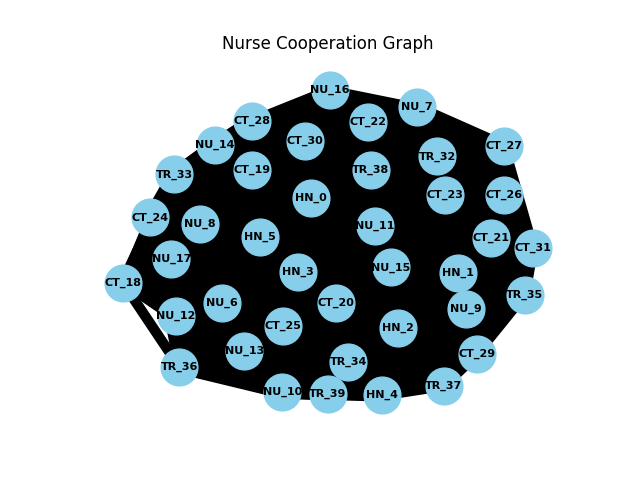 Nurse Cooperation Graph
NU_16
NU_7
CT_28
CT_22
CT_30
NU_14
CT_27
TR_32
CT_19
TR_38
TR_33
CT_23
CT_26
HN_0
CT_24
NU_8
NU_11
HN_5
CT_21
CT_31
NU_17
NU_15
HN_3
HN_1
CT_18
TR_35
NU_6
CT_20
NU_9
NU_12
CT_25
HN_2
NU_13
CT_29
TR_34
TR_36
TR_37
NU_10
TR_39
HN_4